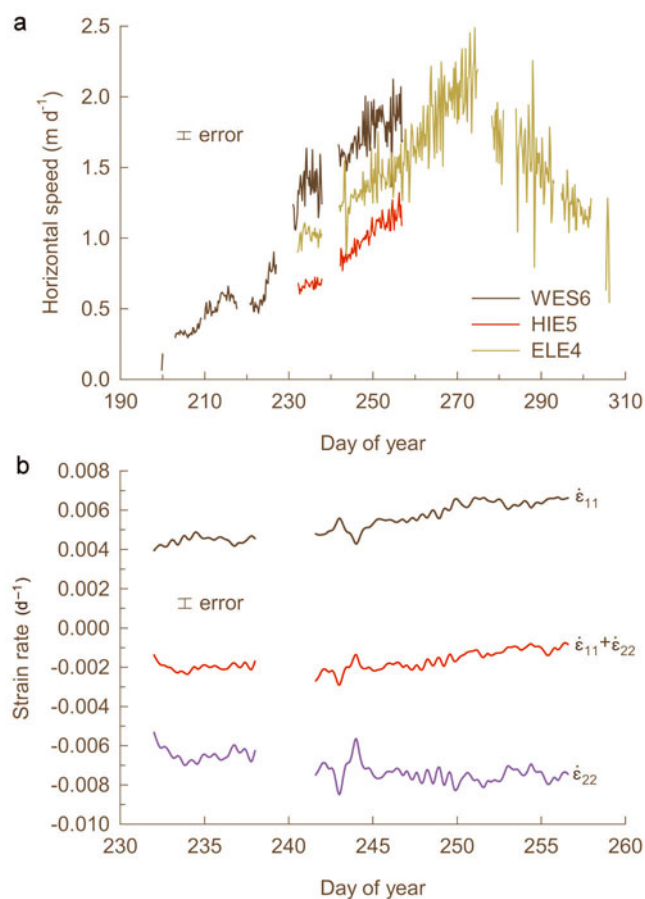 a
2.5
2.0
1.5
1.0
0.5
0.0
Horizontal speed (m d⁻¹)
error
WES6
HIE5
ELE4
190 210 230 250 270 290 310
Day of year
b
0.008
0.006
0.004
0.002
0.000
-0.002
-0.004
-0.006
-0.008
-0.010
Strain rate (d⁻¹)
ε̇₁₁
error
ε̇₁₁+ε̇₂₂
ε̇₂₂
230 235 240 245 250 255 260
Day of year